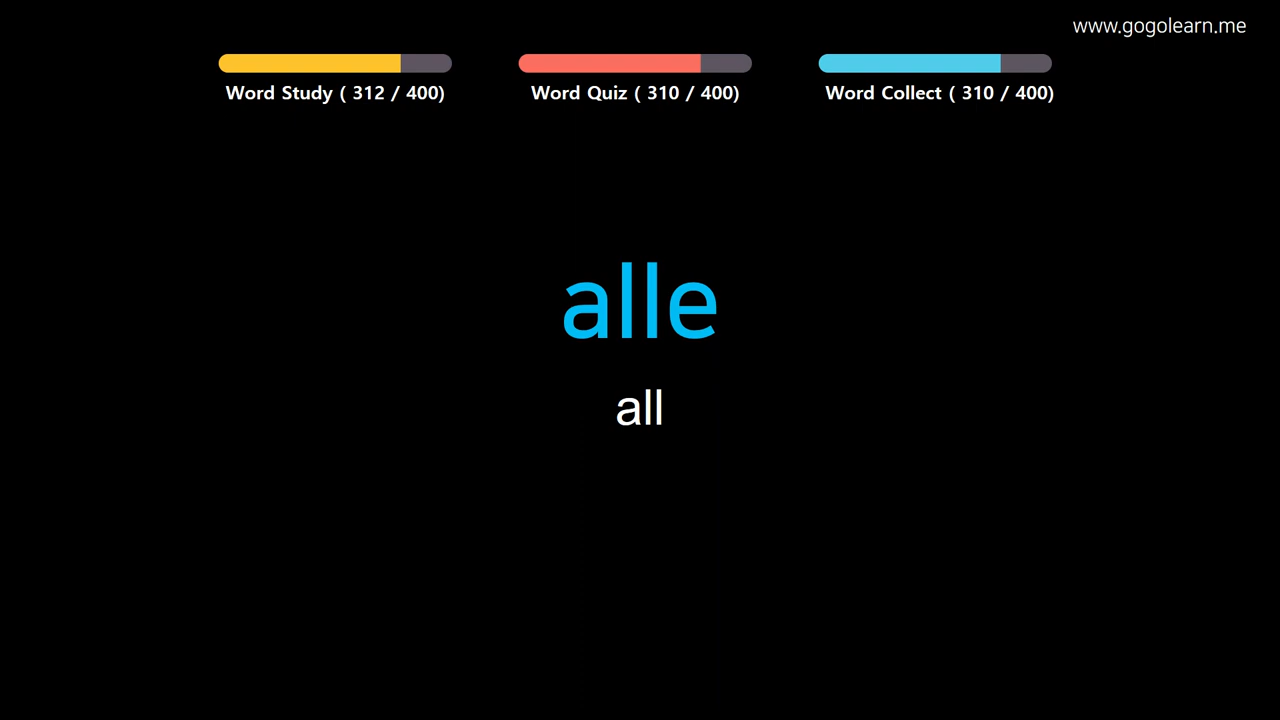 www.gogolearn.me
Word Study ( 312 / 400)
Word Quiz ( 310 / 400)
Word Collect ( 310 / 400)
alle
all